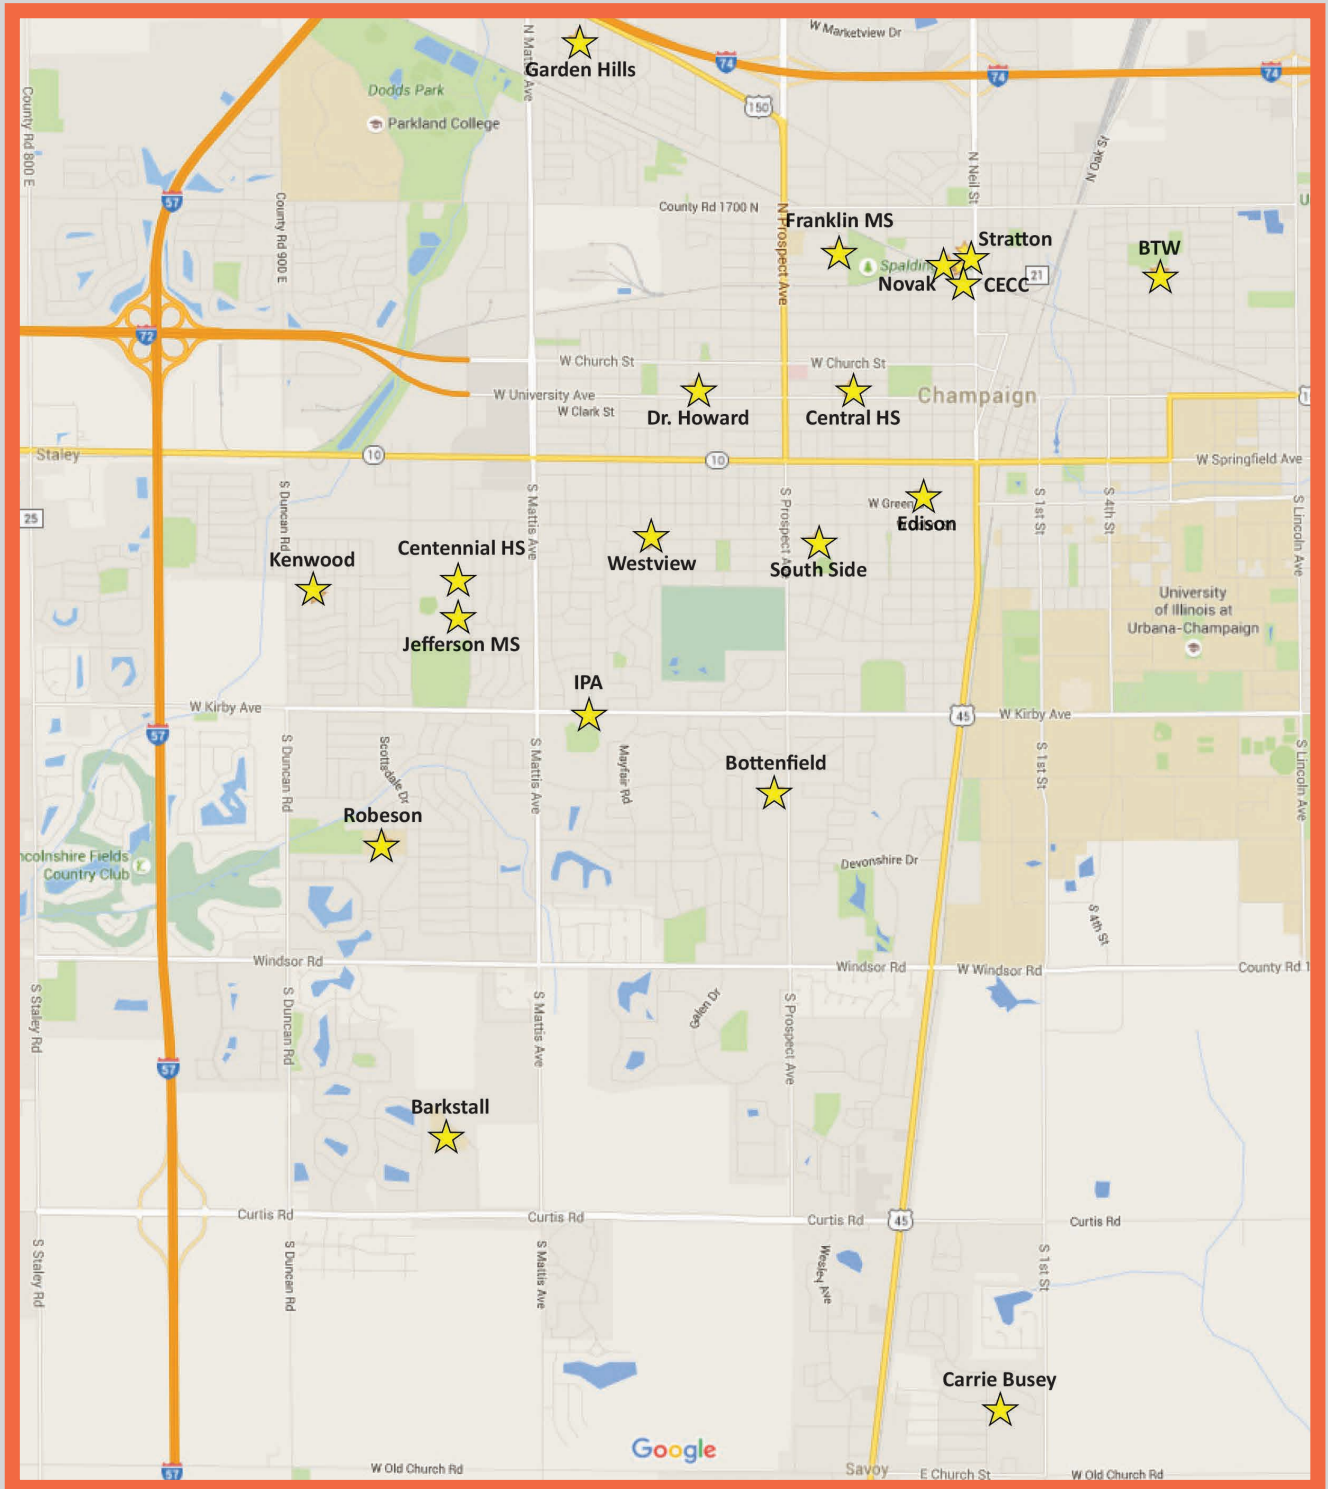 W Marketview Dr
N Mattis Ave
Garden Hills
74
74
74
Dodds Park
150
Parkland College
County Rd 800 E
N Oak St
N Neil St
57
County Rd 900 E
County Rd 1700 N
N Prospect Ave
U
Franklin MS
Stratton
BTW
Spalding
21
Novak
CECC
72
W Church St
W Church St
W University Ave
Champaign
1
W Clark St
Dr. Howard
Central HS
Staley
10
10
W Springfield Ave
25
S Duncan Rd
S Mattis Ave
S Prospect Ave
W Green
Edison
S 1st St
S 4th St
S Lincoln Ave
Kenwood
Centennial HS
Westview
South Side
University
of Illinois at
Urbana-Champaign
Jefferson MS
IPA
W Kirby Ave
45
W Kirby Ave
57
S Duncan Rd
Scottsdale Dr
S Mattis Ave
Mayfair Rd
Bottenfield
S 1st St
S Lincoln Ave
Robeson
ncolnshire Fields
Country Club
Devonshire Dr
S 4th St
Windsor Rd
Windsor Rd
W Windsor Rd
County Rd 1
S Staley Rd
S Duncan Rd
S Mattis Ave
Galen Dr
S Prospect Ave
57
Barkstall
Curtis Rd
Curtis Rd
Curtis Rd
45
Curtis Rd
S Staley Rd
S Duncan Rd
S Mattis Ave
Wesley Ave
S 1st St
Carrie Busey
Google
57
W Old Church Rd
Savoy
E Church St
W Old Church Rd